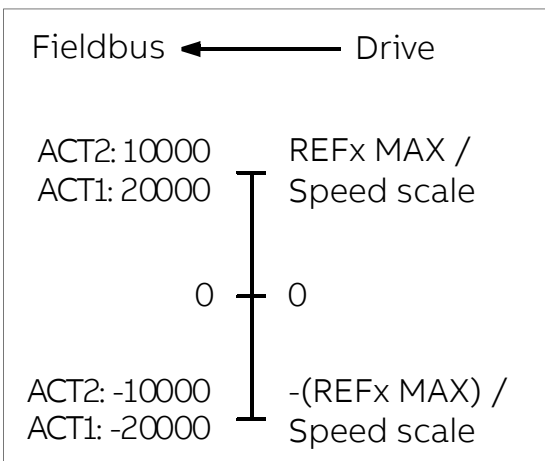 Fieldbus Drive
ACT2: 10000 REFx MAX /
ACT1: 20000 Speed scale
0 0
ACT2: -10000 -(REFx MAX) /
ACT1: -20000 Speed scale